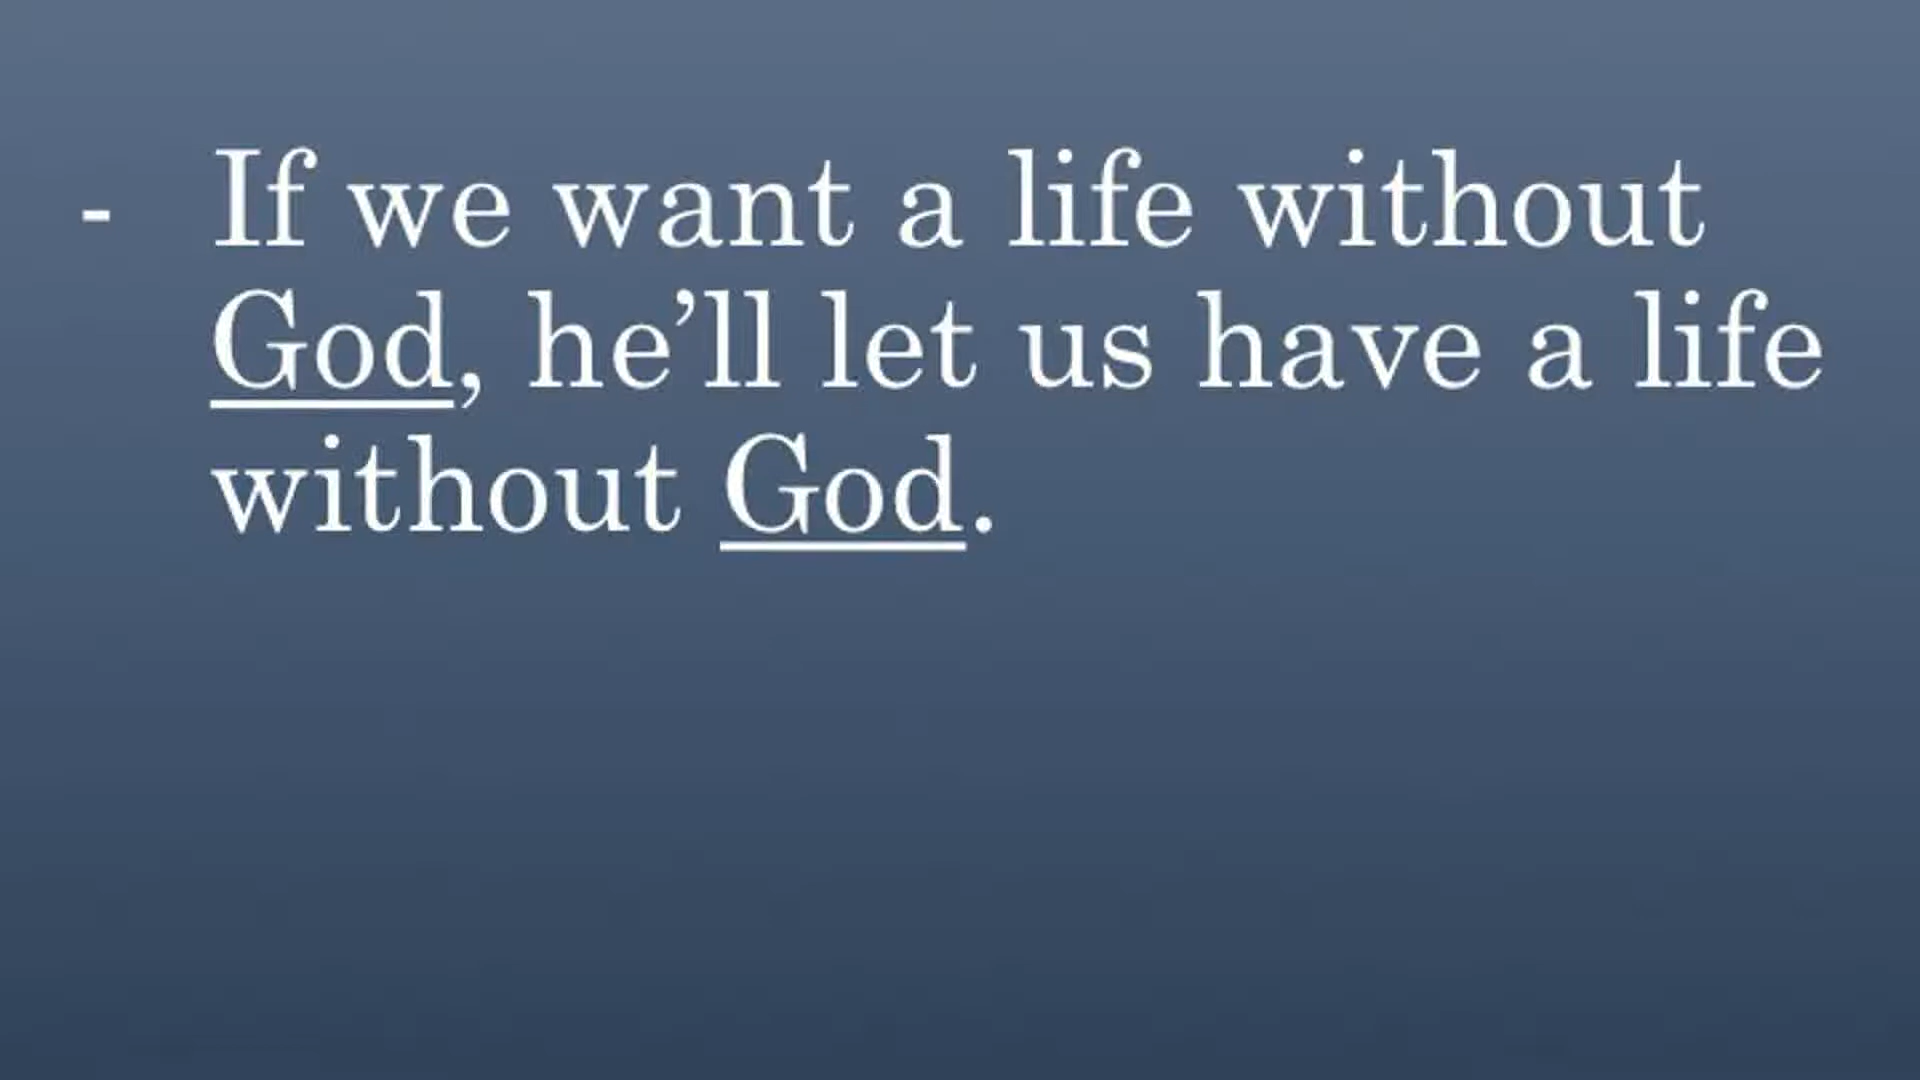 - If we want a life without
God, he’ll let us have a life
without God.